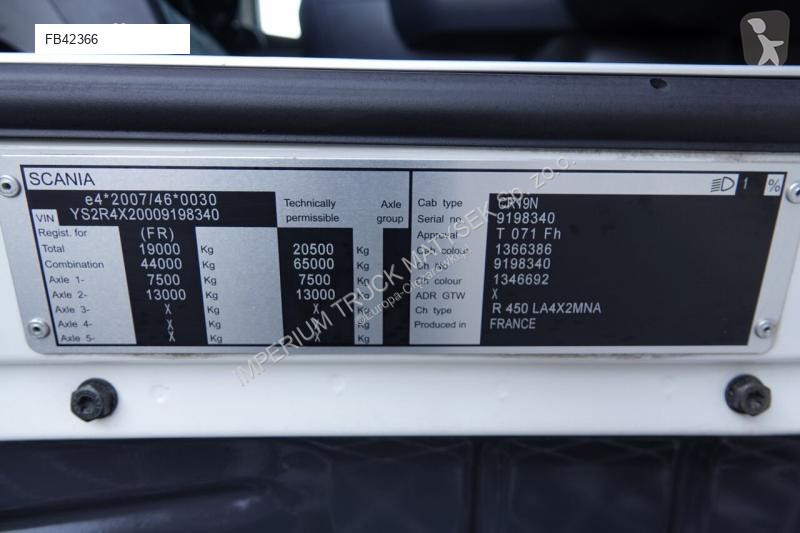 FB42366
SCANIA
1 %
e4*2007/46*0030
VIN YS2R4X20009198340
Technically permissible
Axle group
Regist. for (FR)
Total 19000 Kg 20500 Kg
Combination 44000 Kg 65000 Kg
Axle 1- 7500 Kg 7500 Kg
Axle 2- 13000 Kg 13000 Kg
Axle 3- X Kg X Kg
Axle 4- X Kg X Kg
Axle 5- X Kg X Kg
Cab type CR19N
Serial no. 9198340
Approval T 071 Fh
Cab colour 1366386
Ch No 9198340
Ch colour 1346692
ADR GTW X
Ch type R 450 LA4X2MNA
Produced in FRANCE
IMPERIUM TRUCK MATYSEK Sp. zo.o.